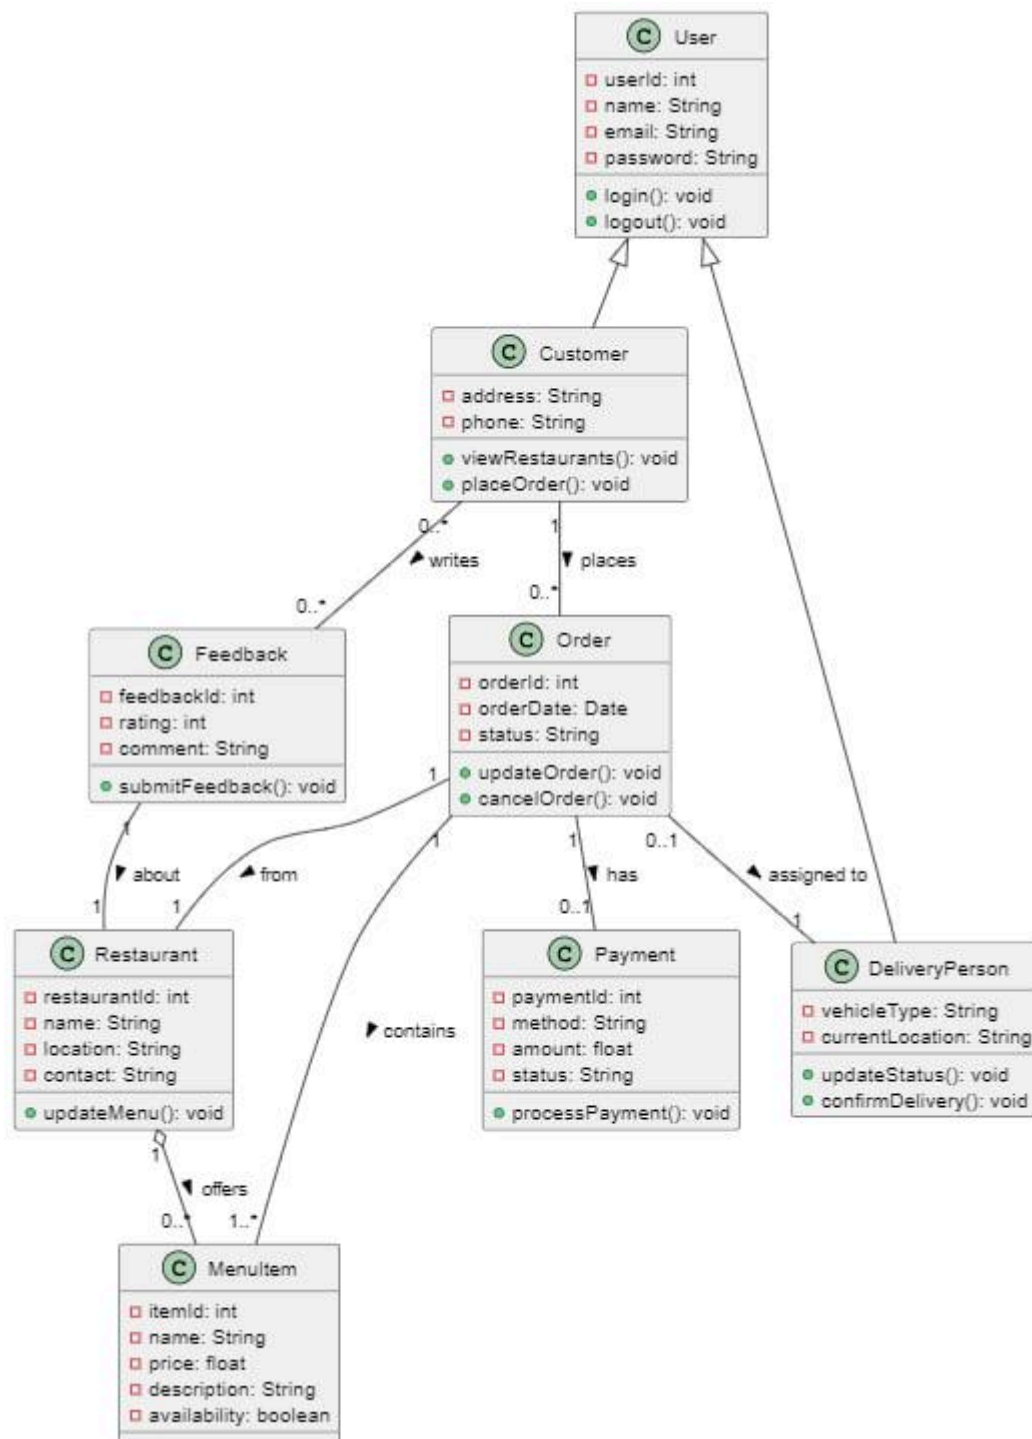 C User
userId: int
name: String
email: String
password: String
login(): void
logout(): void
C Customer
address: String
phone: String
viewRestaurants(): void
placeOrder(): void
0..*
1
writes
places
0..*
0..*
C Feedback
feedbackId: int
rating: int
comment: String
submitFeedback(): void
C Order
orderId: int
orderDate: Date
status: String
updateOrder(): void
cancelOrder(): void
1
1
1
1
0..1
about
from
has
assigned to
1
1
0..1
1
C Restaurant
restaurantId: int
name: String
location: String
contact: String
updateMenu(): void
contains
C Payment
paymentId: int
method: String
amount: float
status: String
processPayment(): void
C DeliveryPerson
vehicleType: String
currentLocation: String
updateStatus(): void
confirmDelivery(): void
1
offers
0..*
1..*
C MenuItem
itemId: int
name: String
price: float
description: String
availability: boolean